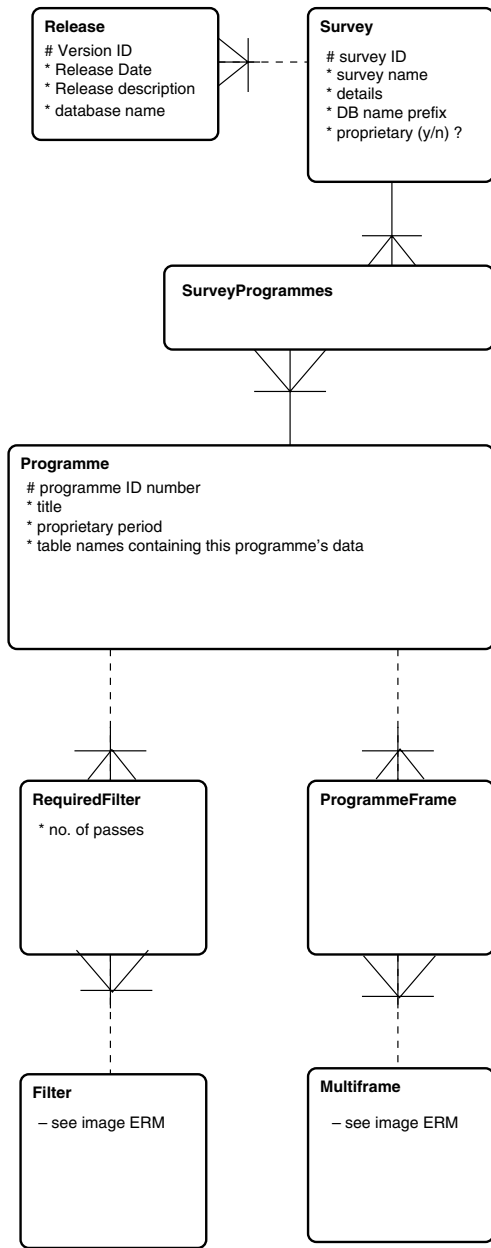 Release
# Version ID
* Release Date
* Release description
* database name
Survey
# survey ID
* survey name
* details
* DB name prefix
* proprietary (y/n) ?
SurveyProgrammes
Programme
# programme ID number
* title
* proprietary period
* table names containing this programme's data
RequiredFilter
* no. of passes
ProgrammeFrame
Filter
– see image ERM
Multiframe
– see image ERM